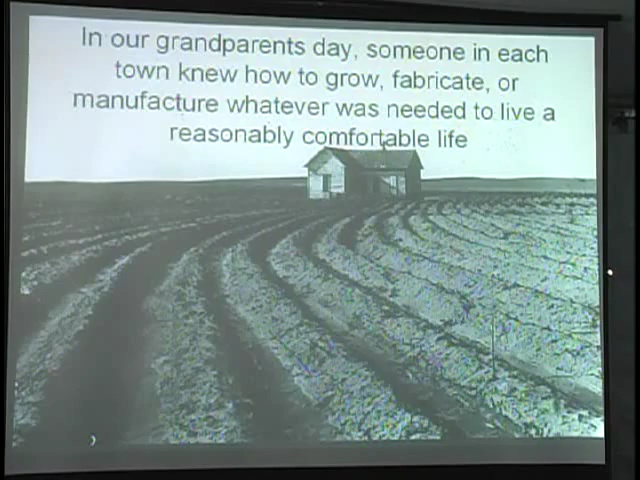 In our grandparents day, someone in each
town knew how to grow, fabricate, or
manufacture whatever was needed to live a
reasonably comfortable life